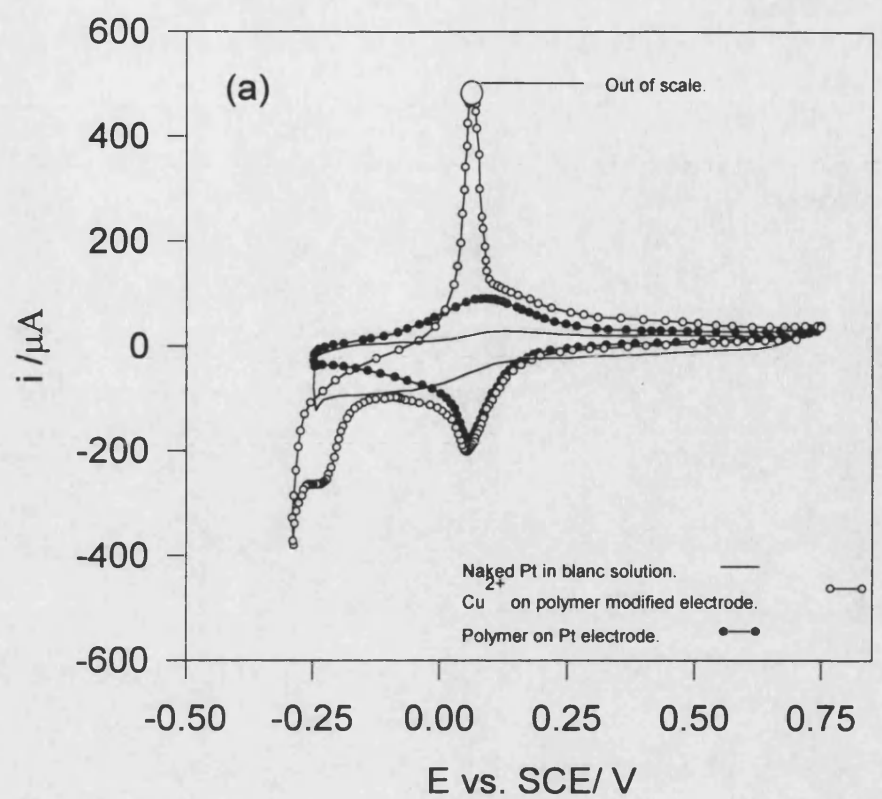 600
(a)
Out of scale.
400
200
0
i /µA
-200
-400
Naked Pt in blanc solution.
Cu2+ on polymer modified electrode.
Polymer on Pt electrode.
-600
-0.50 -0.25 0.00 0.25 0.50 0.75
E vs. SCE/ V